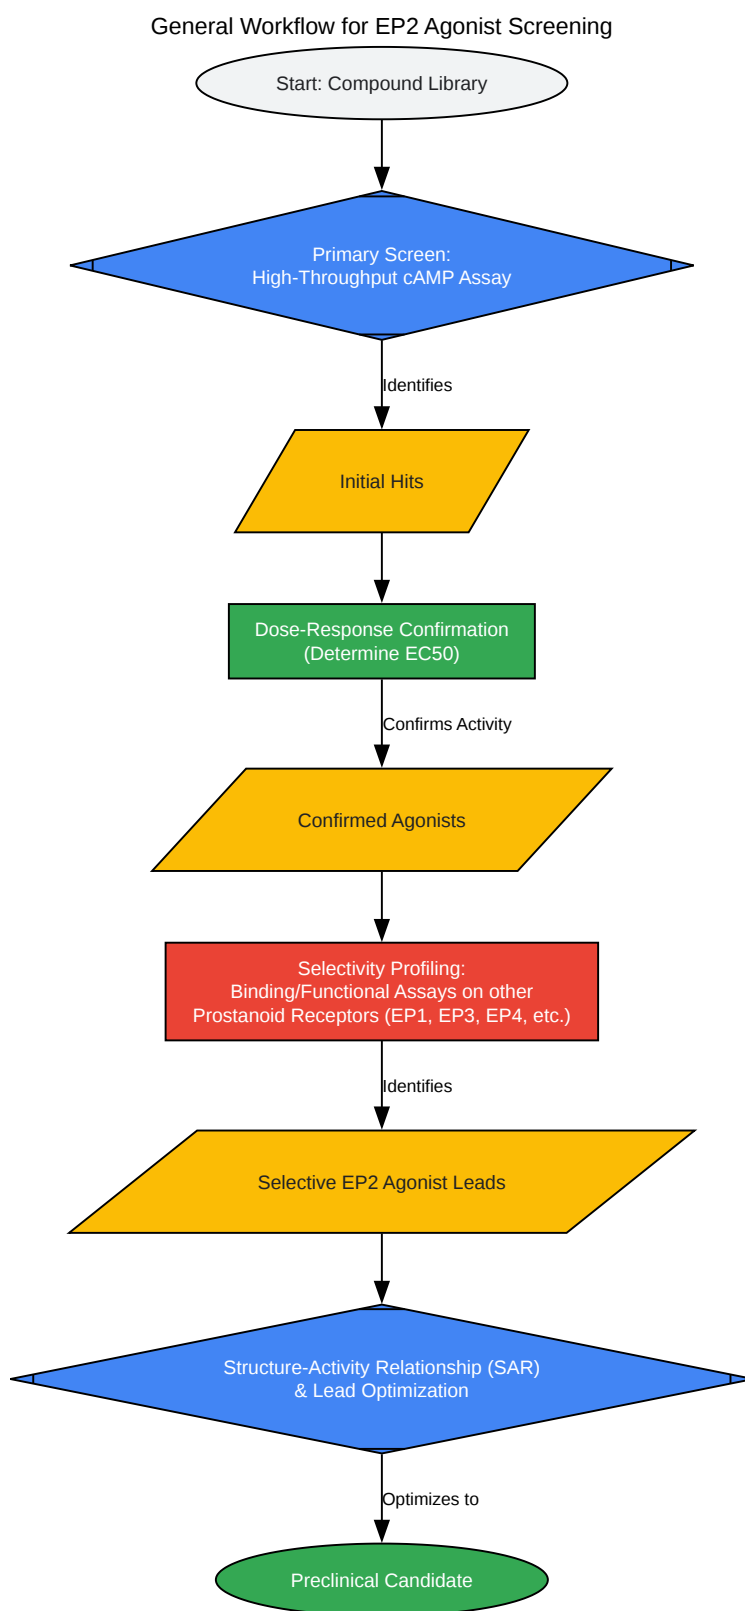 General Workflow for EP2 Agonist Screening
Start: Compound Library
Primary Screen:
High-Throughput cAMP Assay
Identifies
Initial Hits
Dose-Response Confirmation
(Determine EC50)
Confirms Activity
Confirmed Agonists
Selectivity Profiling:
Binding/Functional Assays on other
Prostanoid Receptors (EP1, EP3, EP4, etc.)
Identifies
Selective EP2 Agonist Leads
Structure-Activity Relationship (SAR)
& Lead Optimization
Optimizes to
Preclinical Candidate